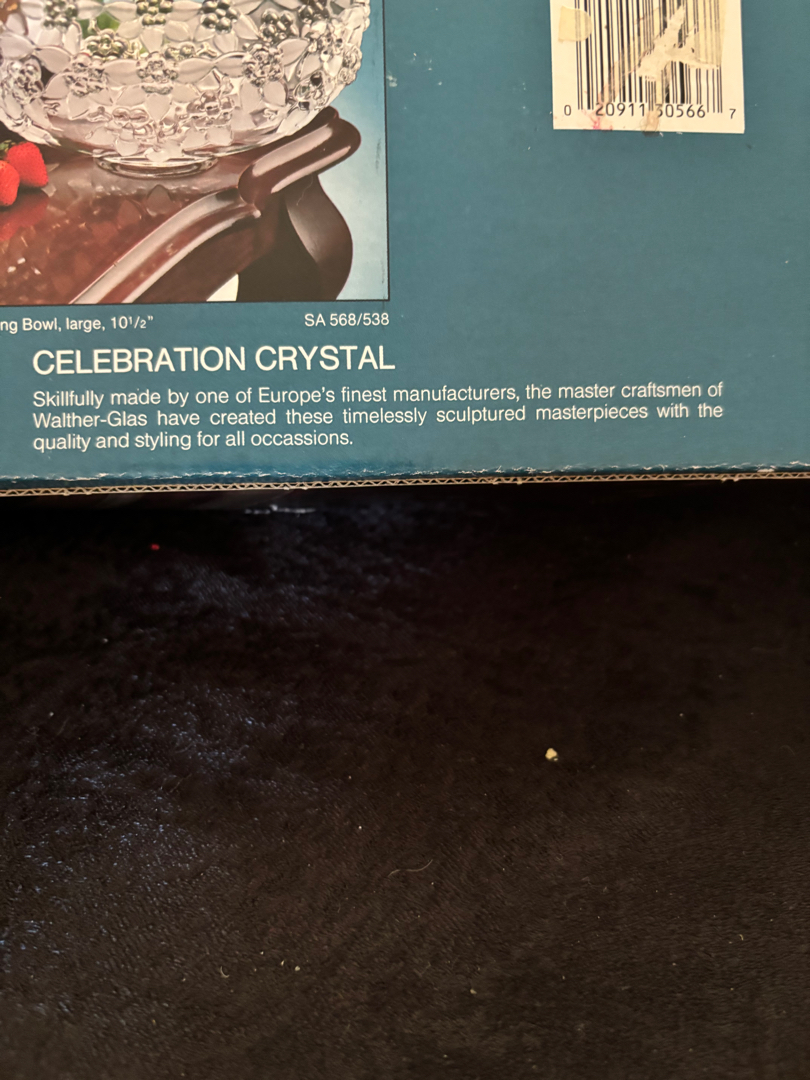 0 20911 30566 7
ng Bowl, large, 10 1/2" SA 568/538
CELEBRATION CRYSTAL
Skillfully made by one of Europe's finest manufacturers, the master craftsmen of
Walther-Glas have created these timelessly sculptured masterpieces with the
quality and styling for all occassions.